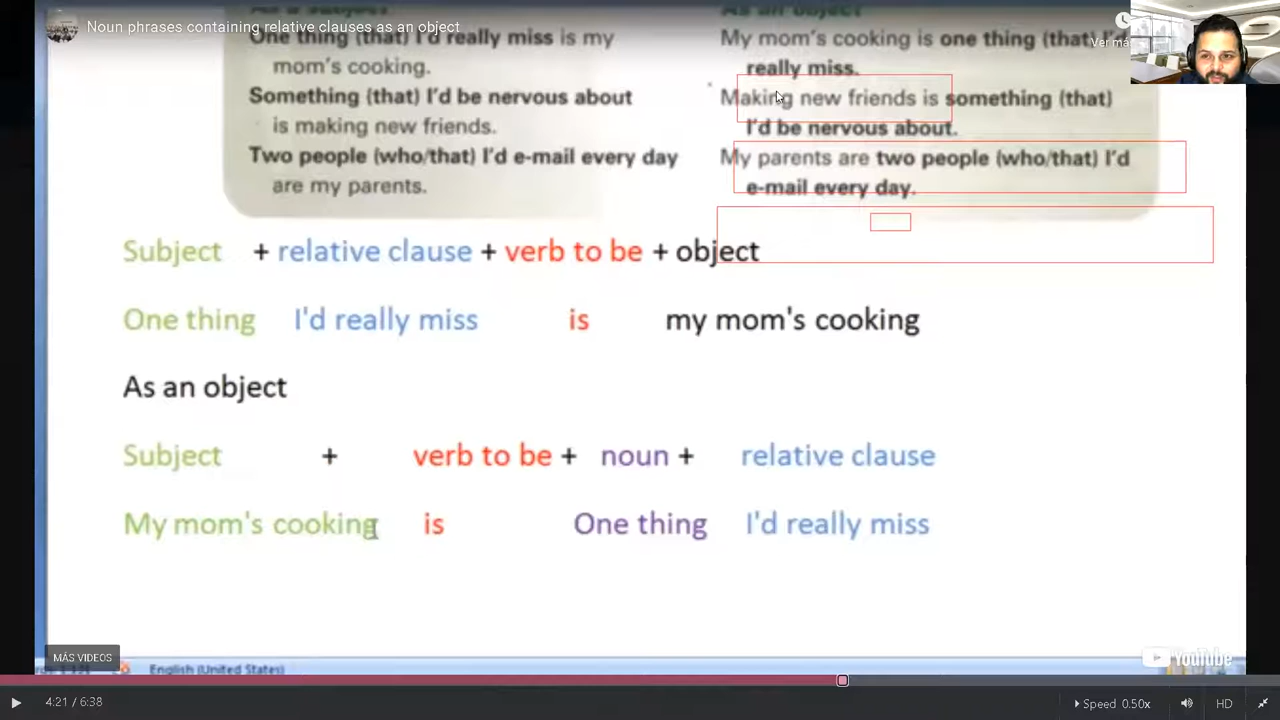 Noun phrases containing relative clauses as an object
As an object
One thing (that) I'd really miss is my
mom's cooking.
Something (that) I'd be nervous about
is making new friends.
Two people (who/that) I'd e-mail every day
are my parents.
My mom's cooking is one thing (that) I'd
really miss.
Making new friends is something (that)
I'd be nervous about.
My parents are two people (who/that) I'd
e-mail every day.
Ver más
Subject + relative clause + verb to be + object
One thing I'd really miss is my mom's cooking
As an object
Subject + verb to be + noun + relative clause
My mom's cooking is One thing I'd really miss
MÁS VIDEOS
English (United States)
YouTube
4:21 / 6:38
Speed 0.50x
HD